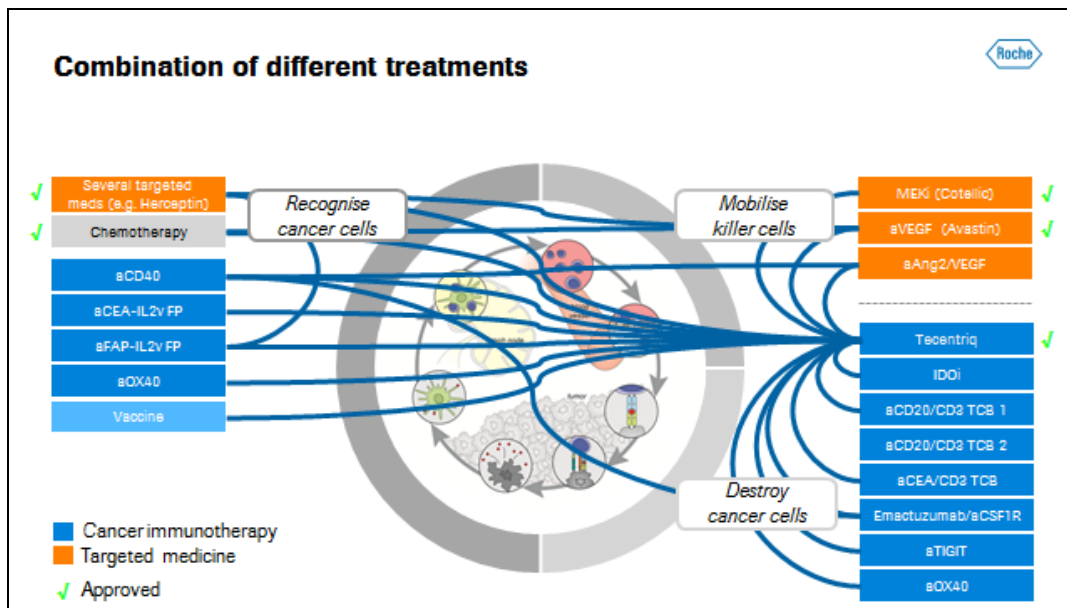 Combination of different treatments
Roche
√ Several targeted
meds (e.g. Herceptin)
√ Chemotherapy
aCD40
aCEA-IL2v FP
aFAP-IL2v FP
aOX40
Vaccine
Recognise
cancer cells
Mobilise
killer cells
tumor
Destroy
cancer cells
MEKi (Cotellic) √
aVEGF (Avastin) √
aAng2/VEGF
Tecentriq √
IDOi
aCD20/CD3 TCB 1
aCD20/CD3 TCB 2
aCEA/CD3 TCB
Emactuzumab/aCSF1R
aTIGIT
aOX40
Cancer immunotherapy
Targeted medicine
√ Approved